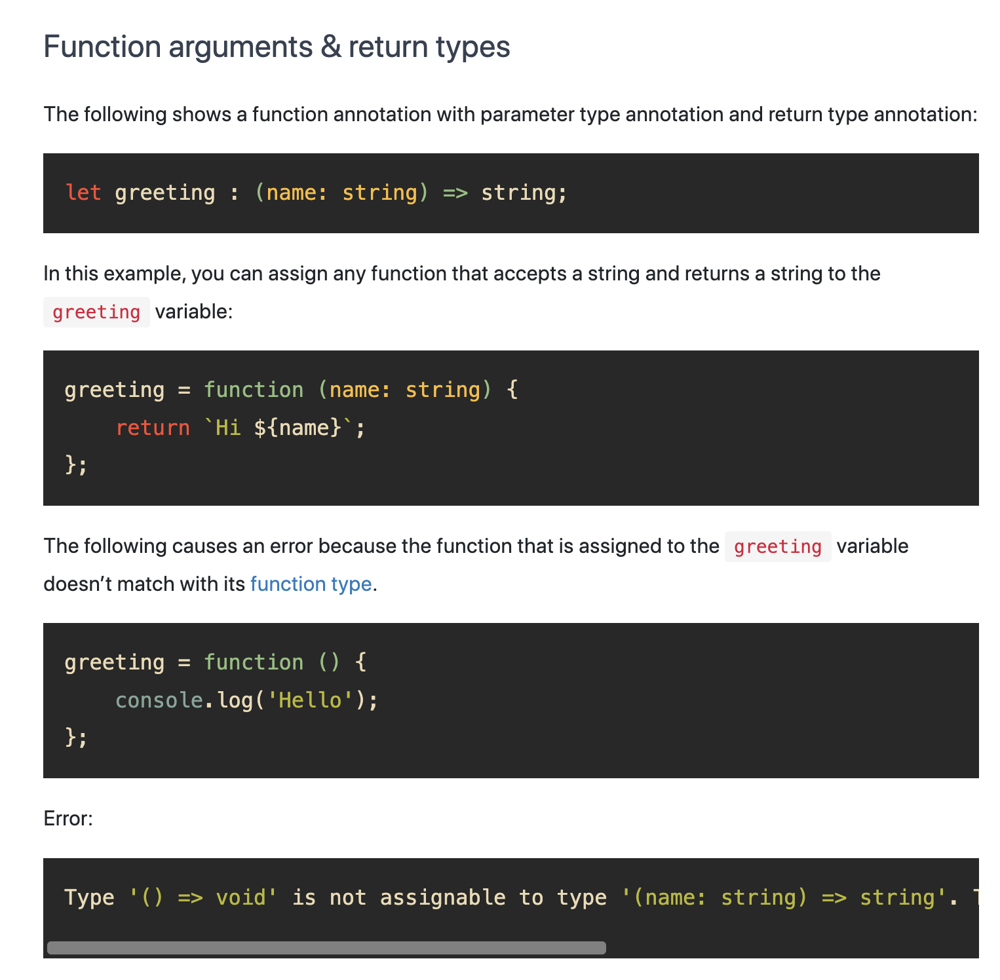 Function arguments & return types
The following shows a function annotation with parameter type annotation and return type annotation:
let greeting : (name: string) => string;
In this example, you can assign any function that accepts a string and returns a string to the
greeting variable:
greeting = function (name: string) {
    return `Hi ${name}`;
};
The following causes an error because the function that is assigned to the greeting variable
doesn’t match with its function type.
greeting = function () {
    console.log('Hello');
};
Error:
Type '() => void' is not assignable to type '(name: string) => string'.